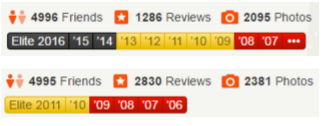 4996 Friends 1286 Reviews 2095 Photos
Elite 2016 '15 '14 '13 '12 '11 '10 '09 '08 '07 •••
4995 Friends 2830 Reviews 2381 Photos
Elite 2011 '10 '09 '08 '07 '06